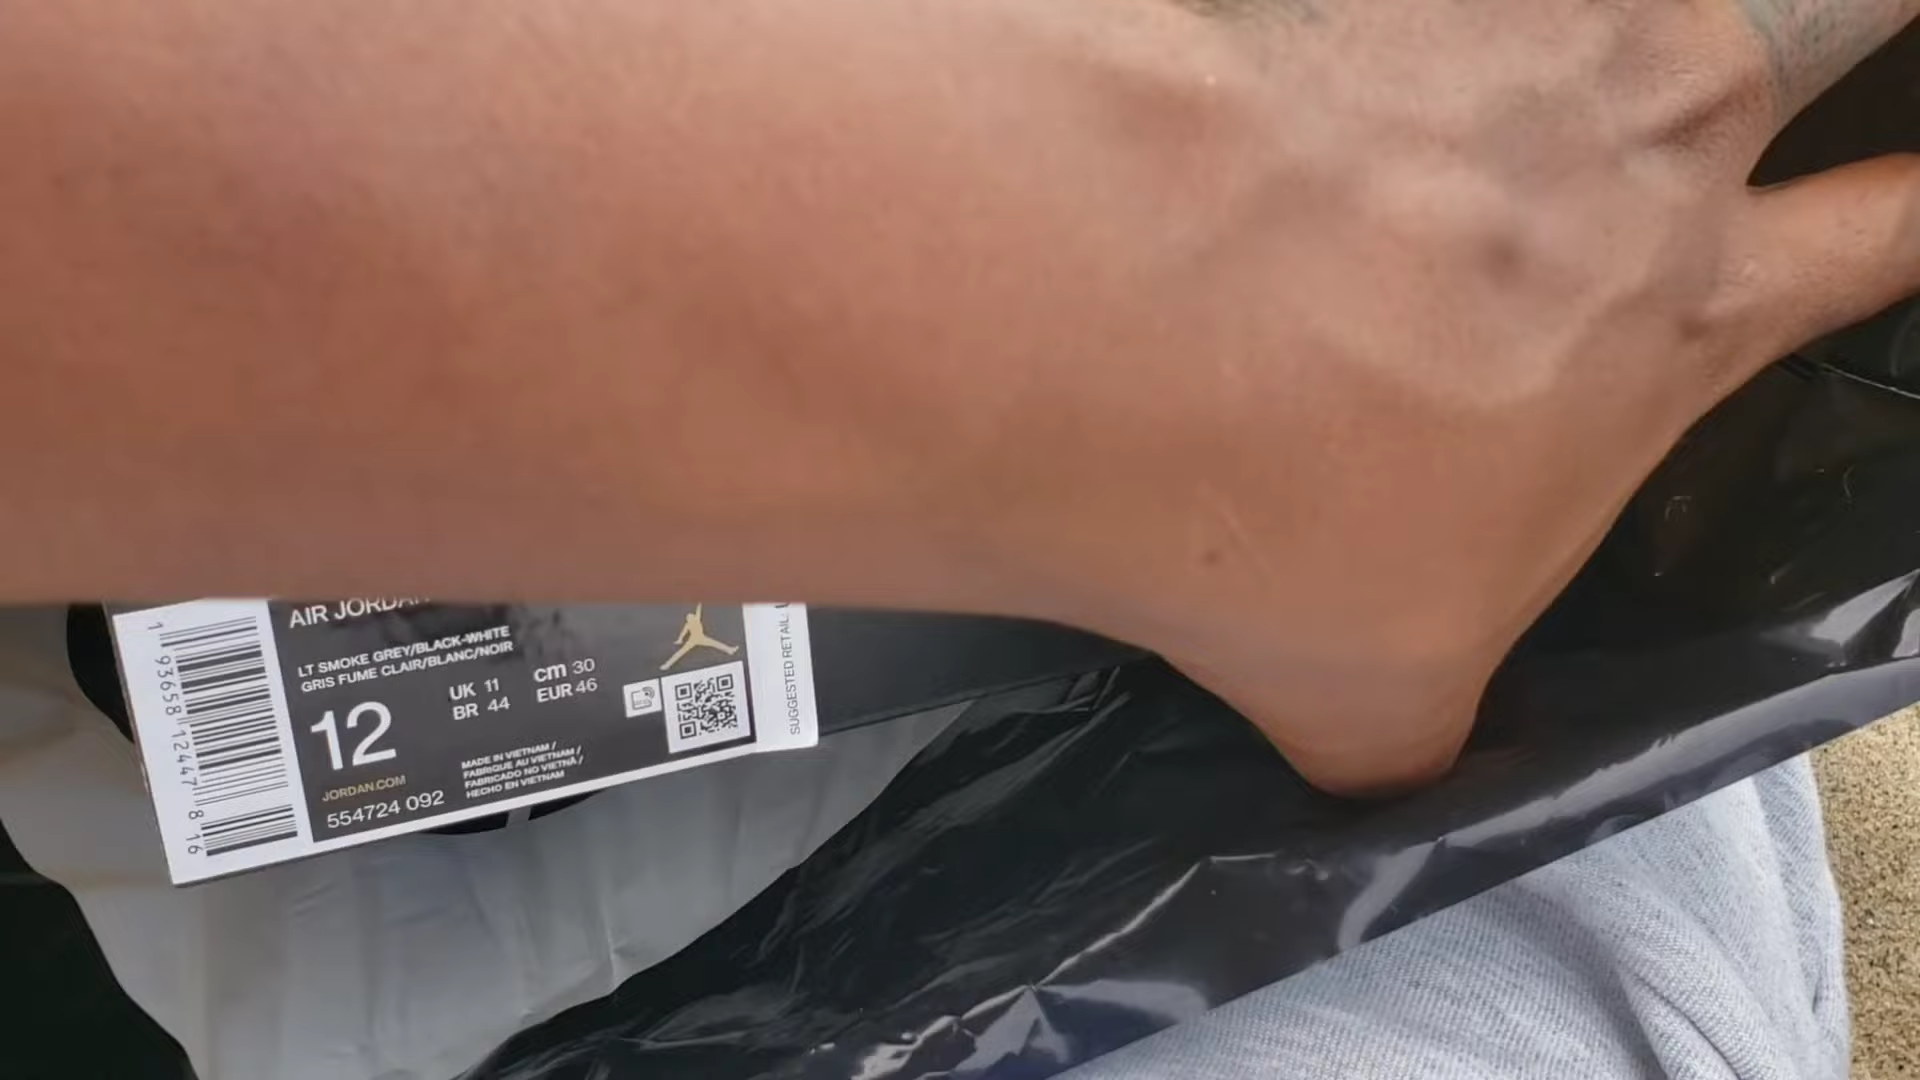 AIR JORDAN
LT SMOKE GREY/BLACK-WHITE
GRIS FUME CLAIR/BLANC/NOIR
12
UK 11
BR 44
cm 30
EUR 46
JORDAN.COM
554724 092
MADE IN VIETNAM /
FABRIQUE AU VIETNAM /
FABRICADO NO VIETNÃ /
HECHO EN VIETNAM
SUGGESTED RETAIL:
1 93658 12447 8 16